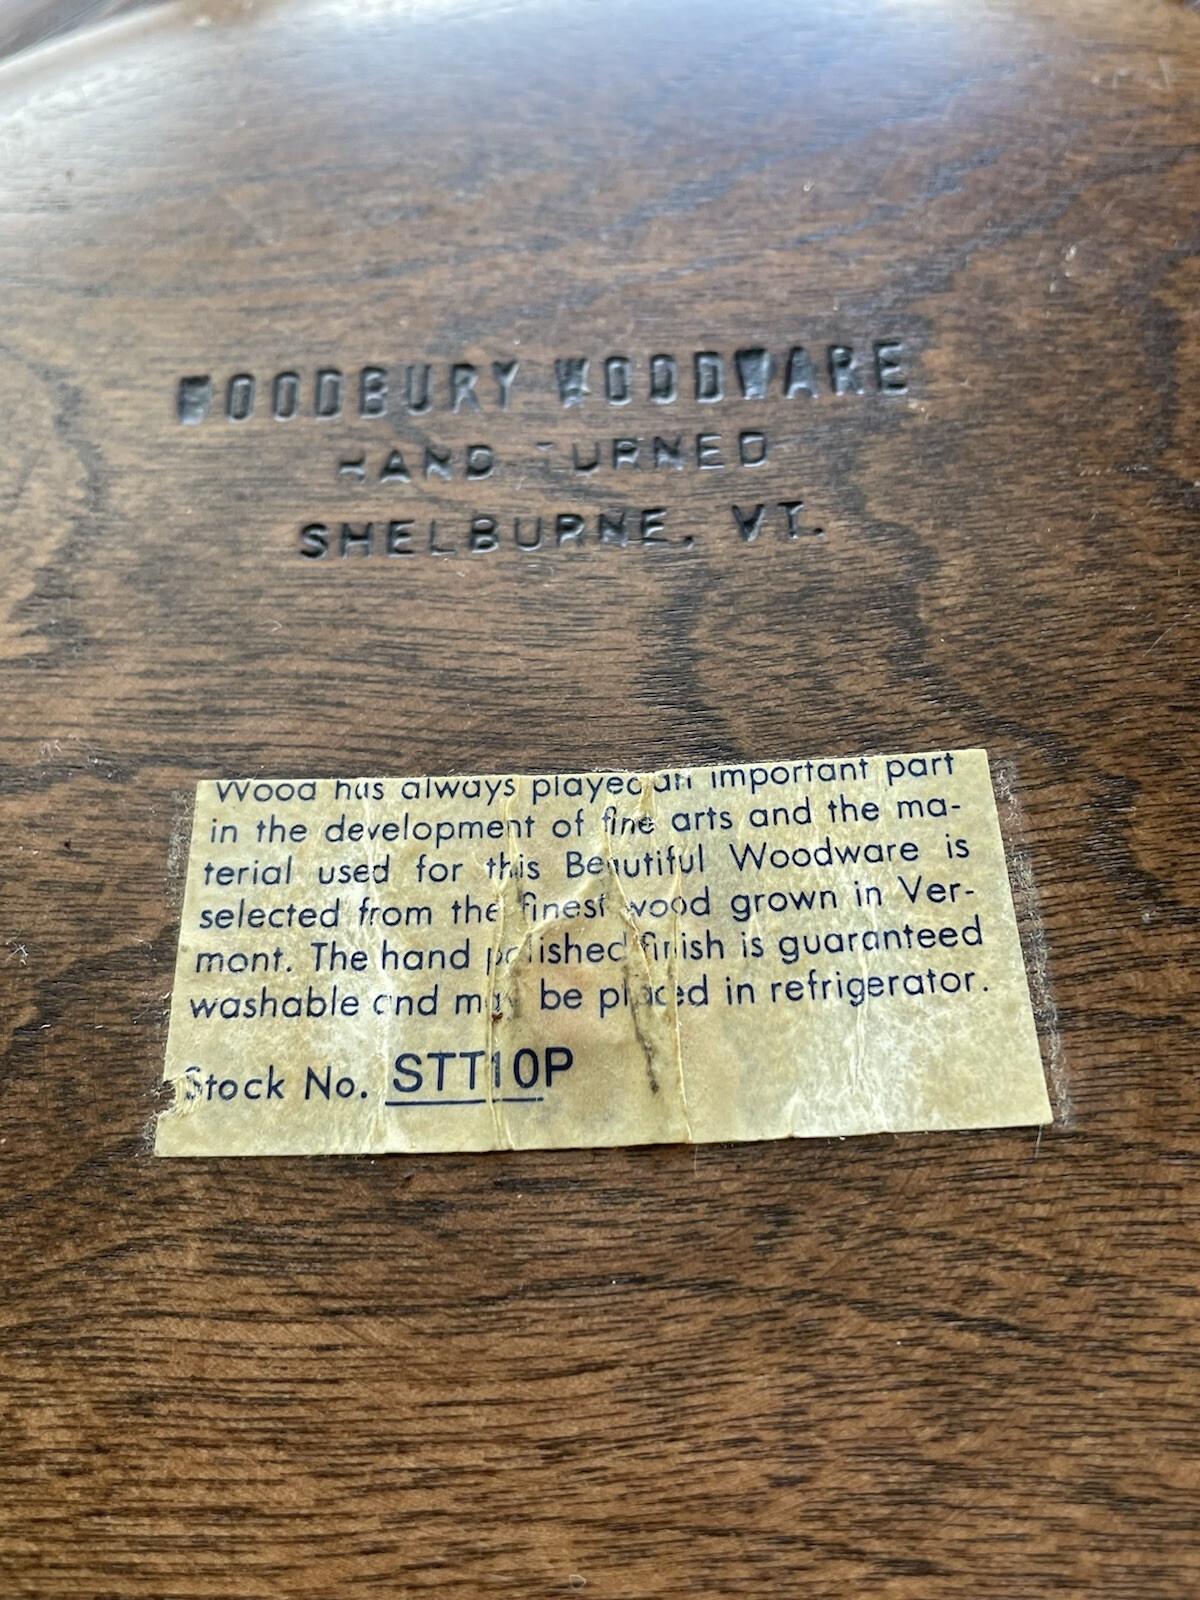 WOODBURY WOODWARE
HAND TURNED
SHELBURNE, VT.
Wood has always played an important part
in the development of fine arts and the ma-
terial used for this Beautiful Woodware is
selected from the finest wood grown in Ver-
mont. The hand polished finish is guaranteed
washable and may be placed in refrigerator.
Stock No. STT10P